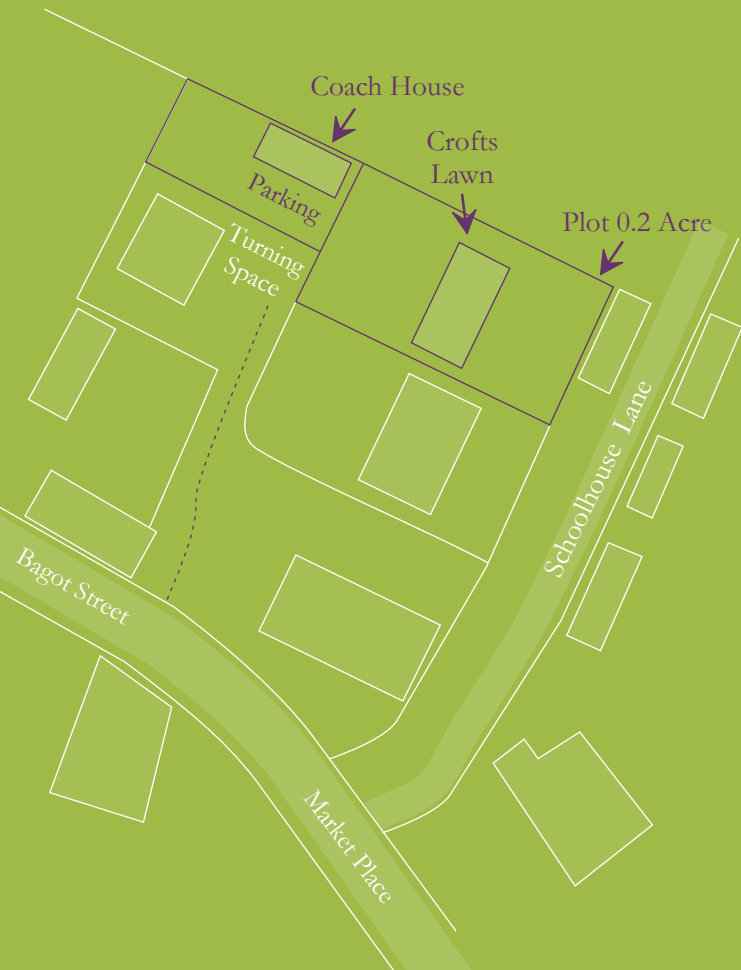 Coach House
Crofts
Lawn
Plot 0.2 Acre
Parking
Turning
Space
Schoolhouse Lane
Bagot Street
Market Place